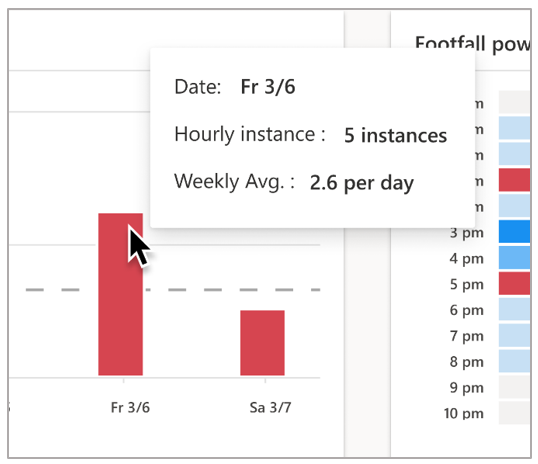 Footfall pow
Date: Fr 3/6
Hourly instance : 5 instances
Weekly Avg. : 2.6 per day
m
m
m
m
m
3 pm
4 pm
5 pm
6 pm
7 pm
8 pm
9 pm
10 pm
Fr 3/6
Sa 3/7